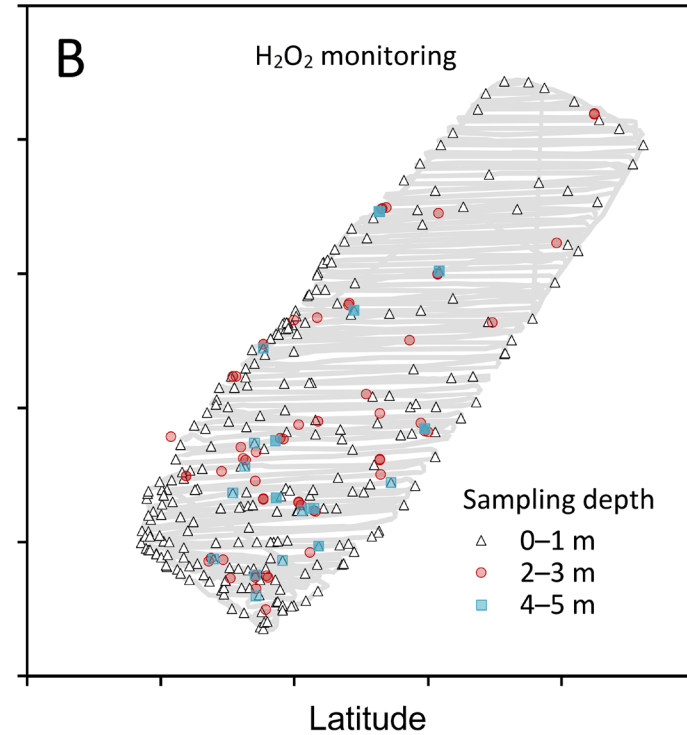 B
H₂O₂ monitoring
Sampling depth
0–1 m
2–3 m
4–5 m
Latitude